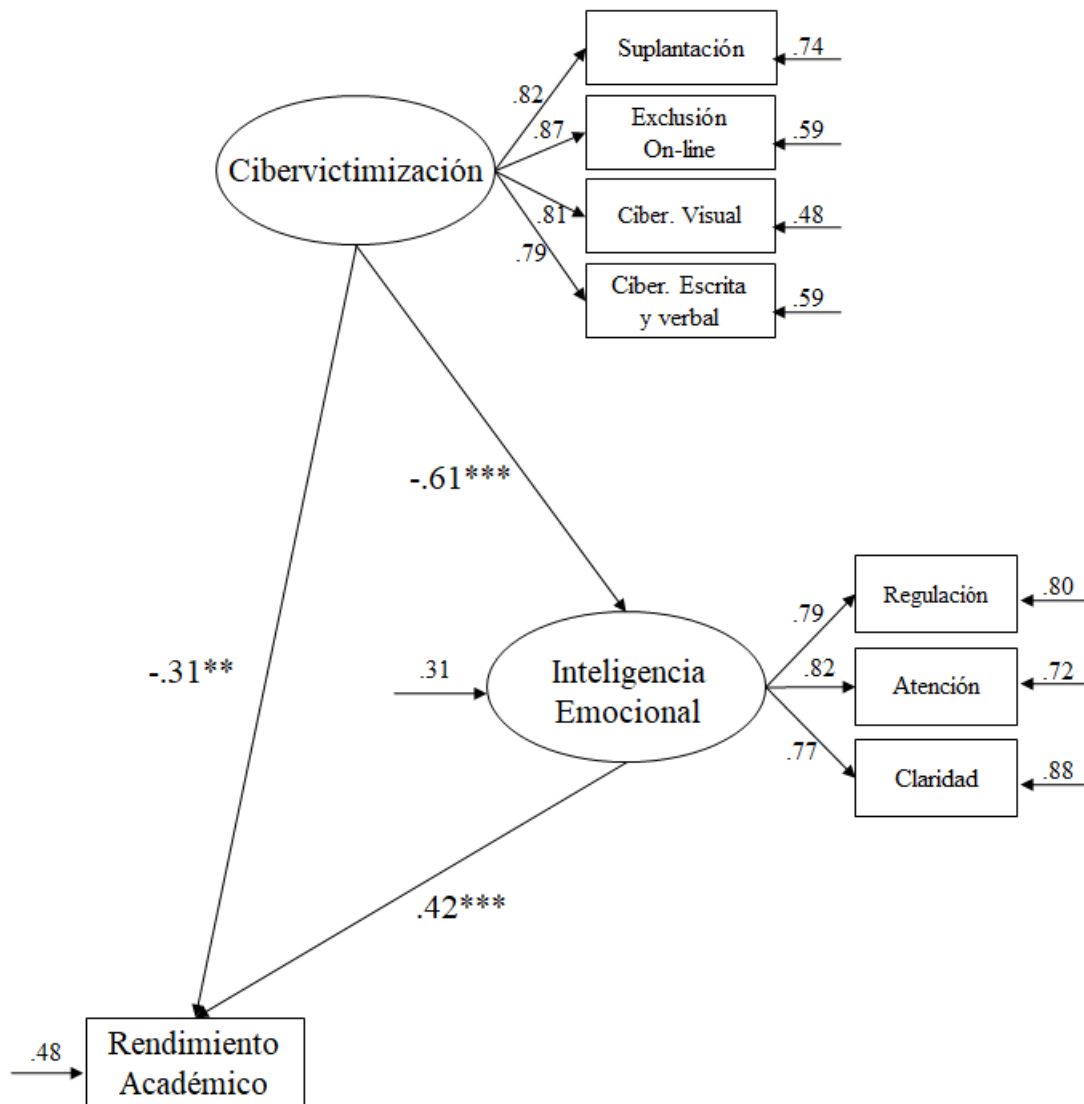 Suplantación
.74
.82
Exclusión
On-line
.59
.87
Cibervictimización
Ciber. Visual
.48
.81
.79
Ciber. Escrita
y verbal
.59
-.61***
-.31**
Regulación
.80
.79
.31
Inteligencia
Emocional
.82
Atención
.72
.77
Claridad
.88
.42***
.48
Rendimiento
Académico